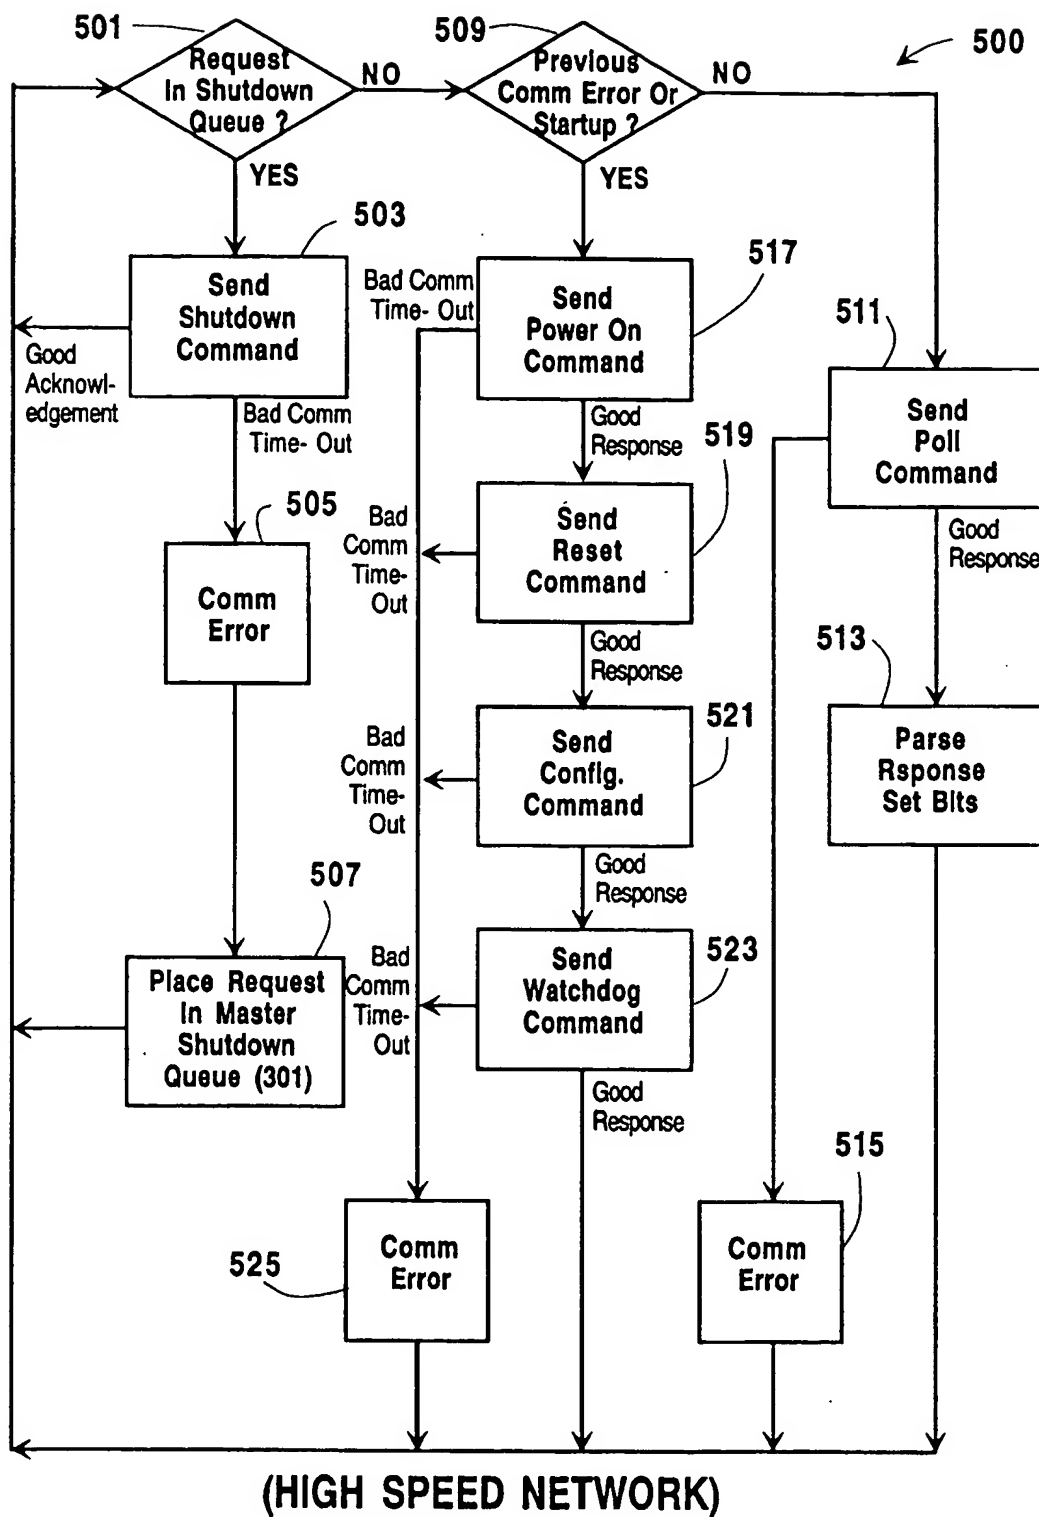 501
Request
In Shutdown
Queue ?
NO
YES
509
Previous
Comm Error Or
Startup ?
NO
YES
500
503
Send
Shutdown
Command
Good
Acknowl-
edgement
Bad Comm
Time- Out
505
Comm
Error
507
Place Request
In Master
Shutdown
Queue (301)
Bad Comm
Time- Out
517
Send
Power On
Command
Good
Response
519
Send
Reset
Command
Bad
Comm
Time-
Out
Good
Response
521
Send
Config.
Command
Bad
Comm
Time-
Out
Good
Response
523
Send
Watchdog
Command
Bad
Comm
Time-
Out
Good
Response
525
Comm
Error
511
Send
Poll
Command
Good
Response
513
Parse
Rsponse
Set Bits
515
Comm
Error
(HIGH SPEED NETWORK)